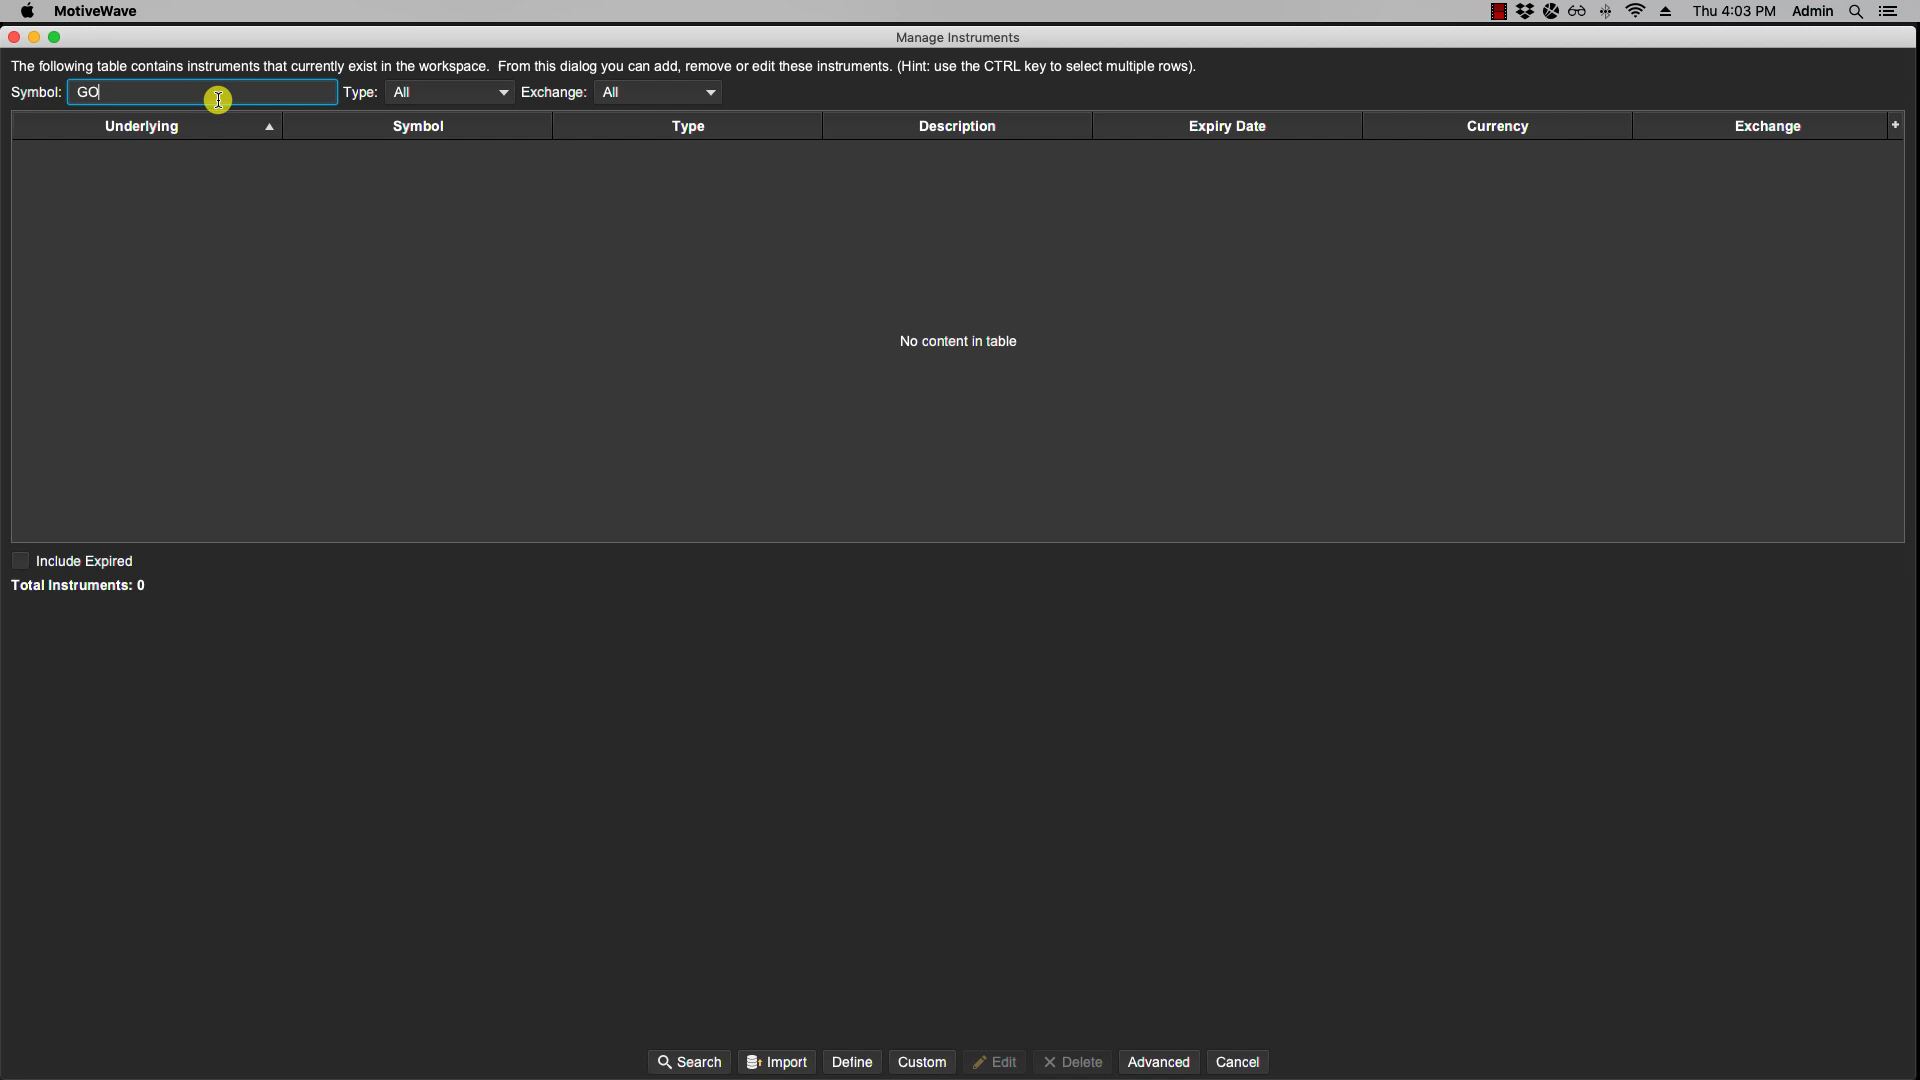 MotiveWave Thu 4:03 PM Admin
Manage Instruments
The following table contains instruments that currently exist in the workspace. From this dialog you can add, remove or edit these instruments. (Hint: use the CTRL key to select multiple rows).
Symbol: GO Type: All Exchange: All
Underlying Symbol Type Description Expiry Date Currency Exchange +
No content in table
Include Expired
Total Instruments: 0
Search Import Define Custom Edit Delete Advanced Cancel